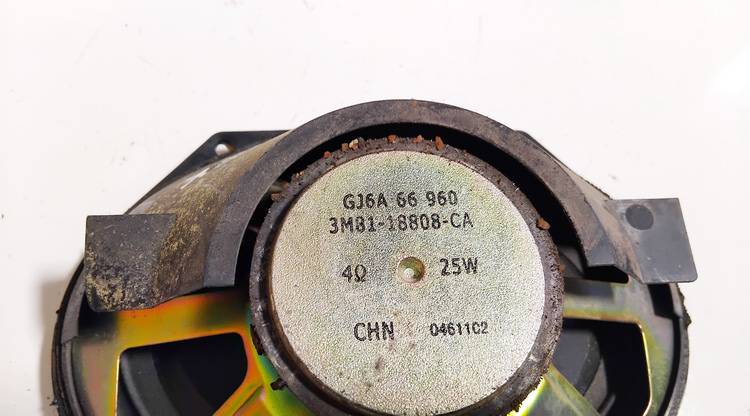 GJ6A 66 960
3M81-18808-CA
4Ω 25W
CHN 0461102